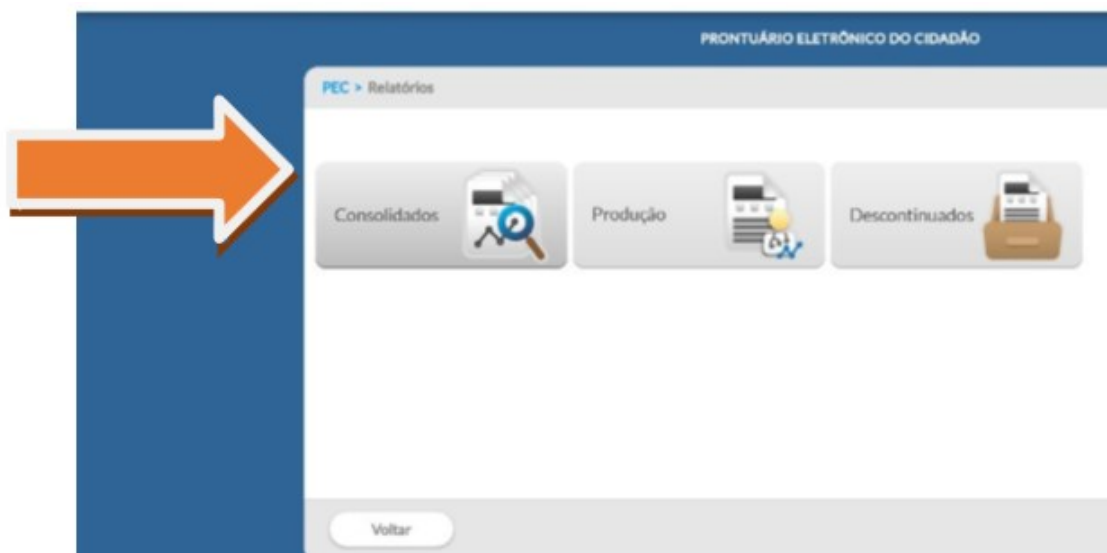 PRONTUÁRIO ELETRÔNICO DO CIDADÃO
PEC > Relatórios
Consolidados
Produção
Descontinuados
Voltar